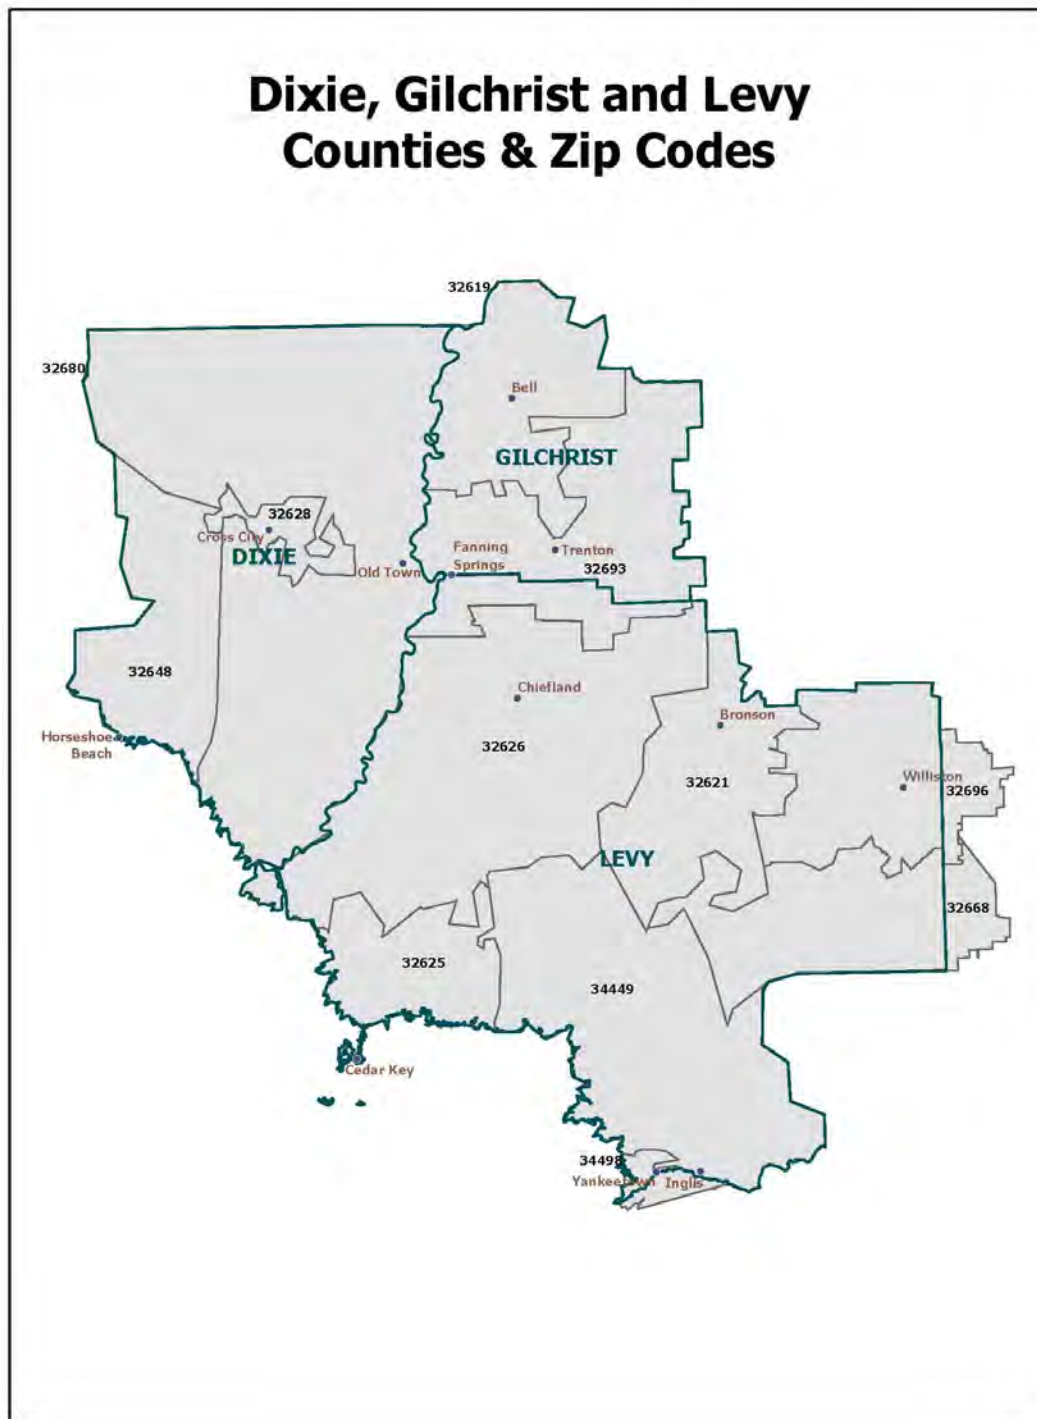 Dixie, Gilchrist and Levy
Counties & Zip Codes
32619
32680
Bell
GILCHRIST
32628
Cross City
DIXIE
Old Town
Fanning
Springs
Trenton
32693
32648
Chiefland
Horseshoe
Beach
32626
Bronson
32621
Williston
32696
LEVY
32668
32625
34449
Cedar Key
34498
Yankeetown
Inglis